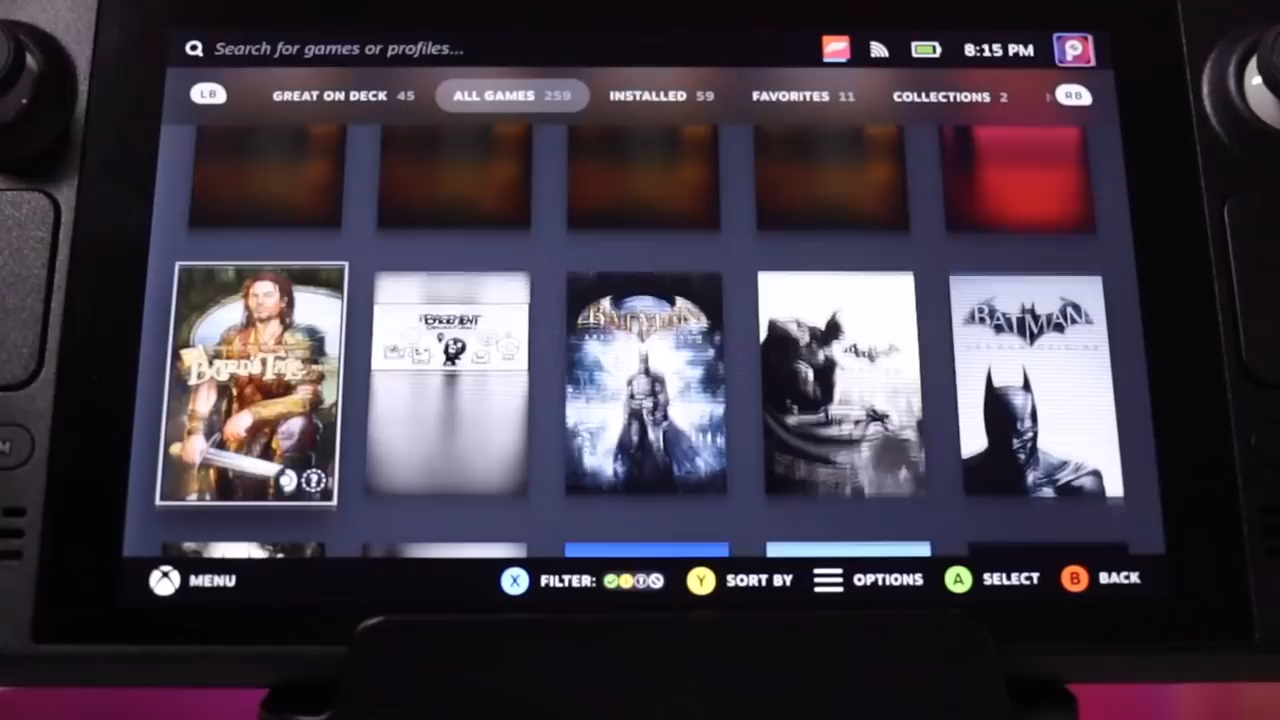 Search for games or profiles...
8:15 PM
LB
GREAT ON DECK 45
ALL GAMES 259
INSTALLED 59
FAVORITES 11
COLLECTIONS 2
RB
BARD'S TALE
BASEMENT
BATMAN
BATMAN
MENU
X FILTER:
Y SORT BY
OPTIONS
A SELECT
B BACK